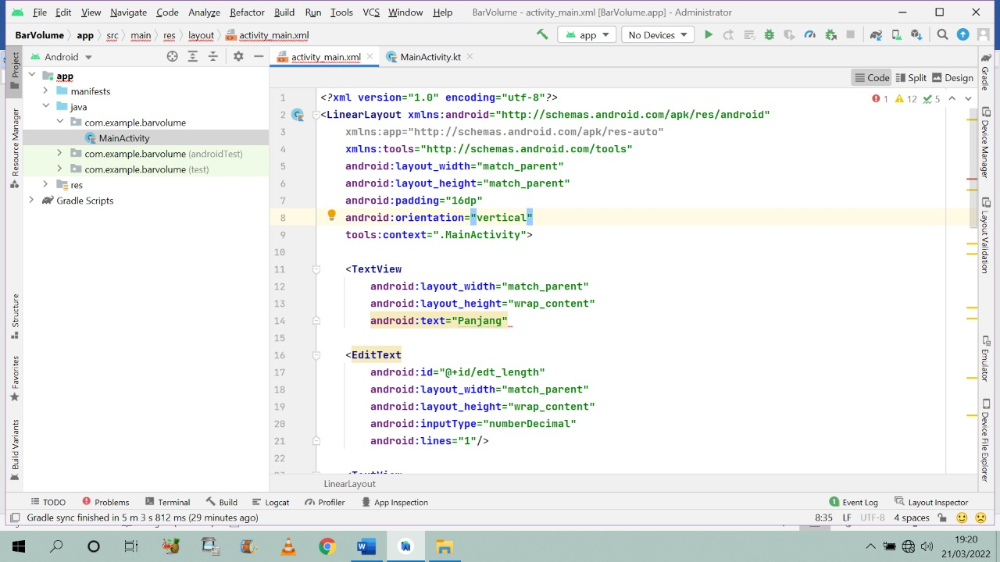 File Edit View Navigate Code Analyze Refactor Build Run Tools VCS Window Help BarVolume - activity_main.xml [BarVolume.app] - Administrator
BarVolume app src main res layout activity_main.xml app No Devices
Android activity_main.xml MainActivity.kt
Code Split Design
app
manifests
java
com.example.barvolume
MainActivity
com.example.barvolume (androidTest)
com.example.barvolume (test)
res
Gradle Scripts
Project
Resource Manager
Structure
Favorites
Build Variants
1 <?xml version="1.0" encoding="utf-8"?>
2 <LinearLayout xmlns:android="http://schemas.android.com/apk/res/android"
3 xmlns:app="http://schemas.android.com/apk/res-auto"
4 xmlns:tools="http://schemas.android.com/tools"
5 android:layout_width="match_parent"
6 android:layout_height="match_parent"
7 android:padding="16dp"
8 android:orientation="vertical"
9 tools:context=".MainActivity">
10
11 <TextView
12 android:layout_width="match_parent"
13 android:layout_height="wrap_content"
14 android:text="Panjang"
15
16 <EditText
17 android:id="@+id/edt_length"
18 android:layout_width="match_parent"
19 android:layout_height="wrap_content"
20 android:inputType="numberDecimal"
21 android:lines="1"/>
22
1 12 5
Gradle
Device Manager
Layout Validation
Emulator
Device File Explorer
LinearLayout
TODO Problems Terminal Build Logcat Profiler App Inspection 1 Event Log Layout Inspector
Gradle sync finished in 5 m 3 s 812 ms (29 minutes ago) 8:35 LF UTF-8 4 spaces
19:20
21/03/2022